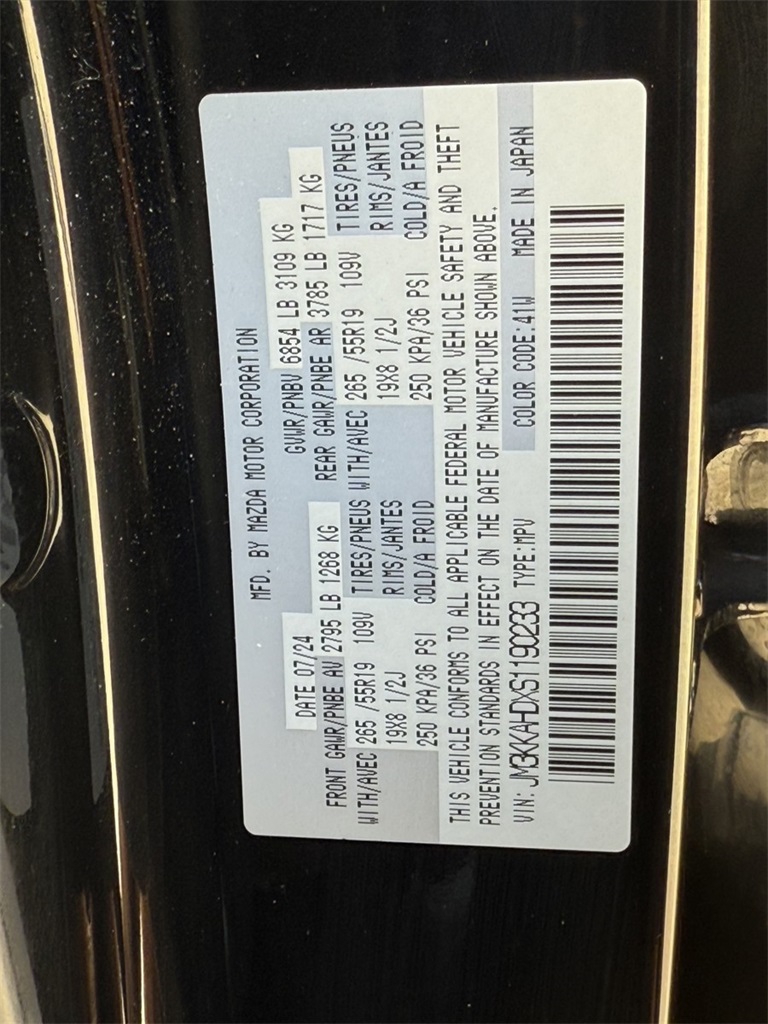 MFD. BY MAZDA MOTOR CORPORATION
DATE 07/24 GVWR/PNBV 6854 LB 3109 KG
FRONT GAWR/PNBE AV 2795 LB 1268 KG REAR GAWR/PNBE AR 3785 LB 1717 KG
WITH/AVEC 265 /55R19 109V TIRES/PNEUS WITH/AVEC 265 /55R19 109V TIRES/PNEUS
19X8 1/2J RIMS/JANTES 19X8 1/2J RIMS/JANTES
250 KPA/36 PSI COLD/A FROID 250 KPA/36 PSI COLD/A FROID
THIS VEHICLE CONFORMS TO ALL APPLICABLE FEDERAL MOTOR VEHICLE SAFETY AND THEFT
PREVENTION STANDARDS IN EFFECT ON THE DATE OF MANUFACTURE SHOWN ABOVE.
VIN: JM3KKAHDXS1190233 TYPE:MPV COLOR CODE:41W MADE IN JAPAN